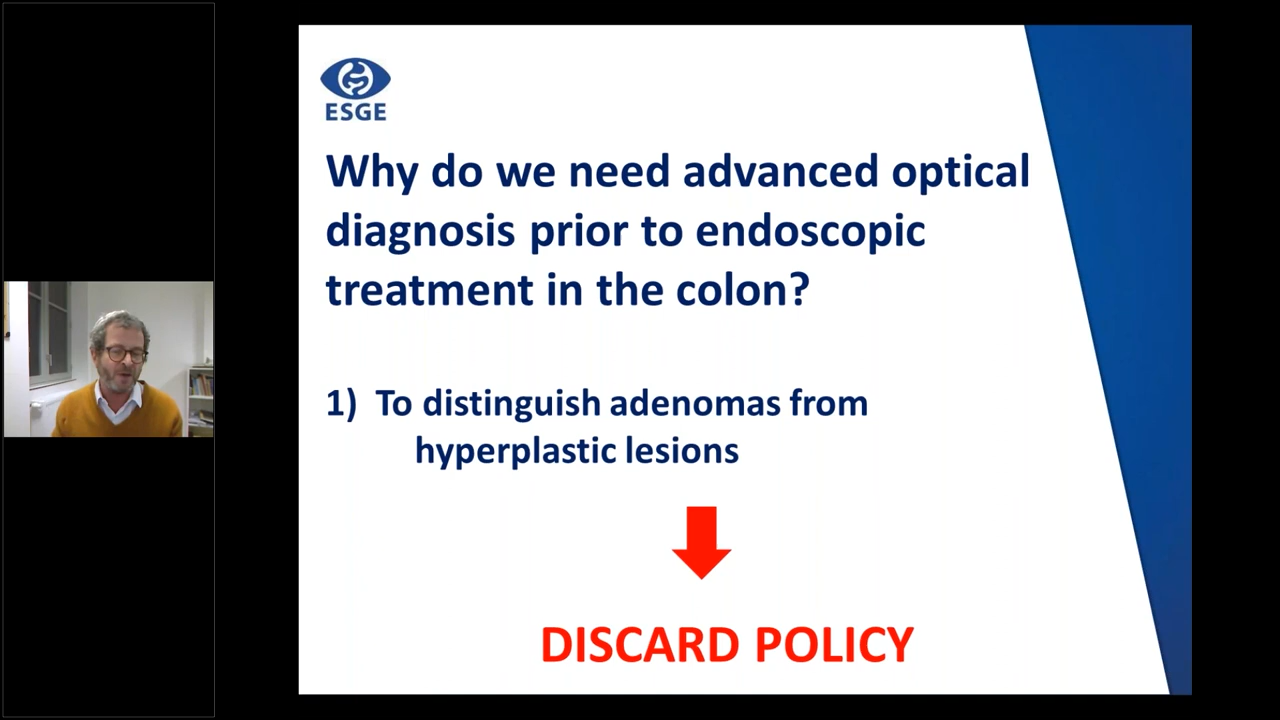 ESGE
Why do we need advanced optical
diagnosis prior to endoscopic
treatment in the colon?
1) To distinguish adenomas from
hyperplastic lesions
DISCARD POLICY